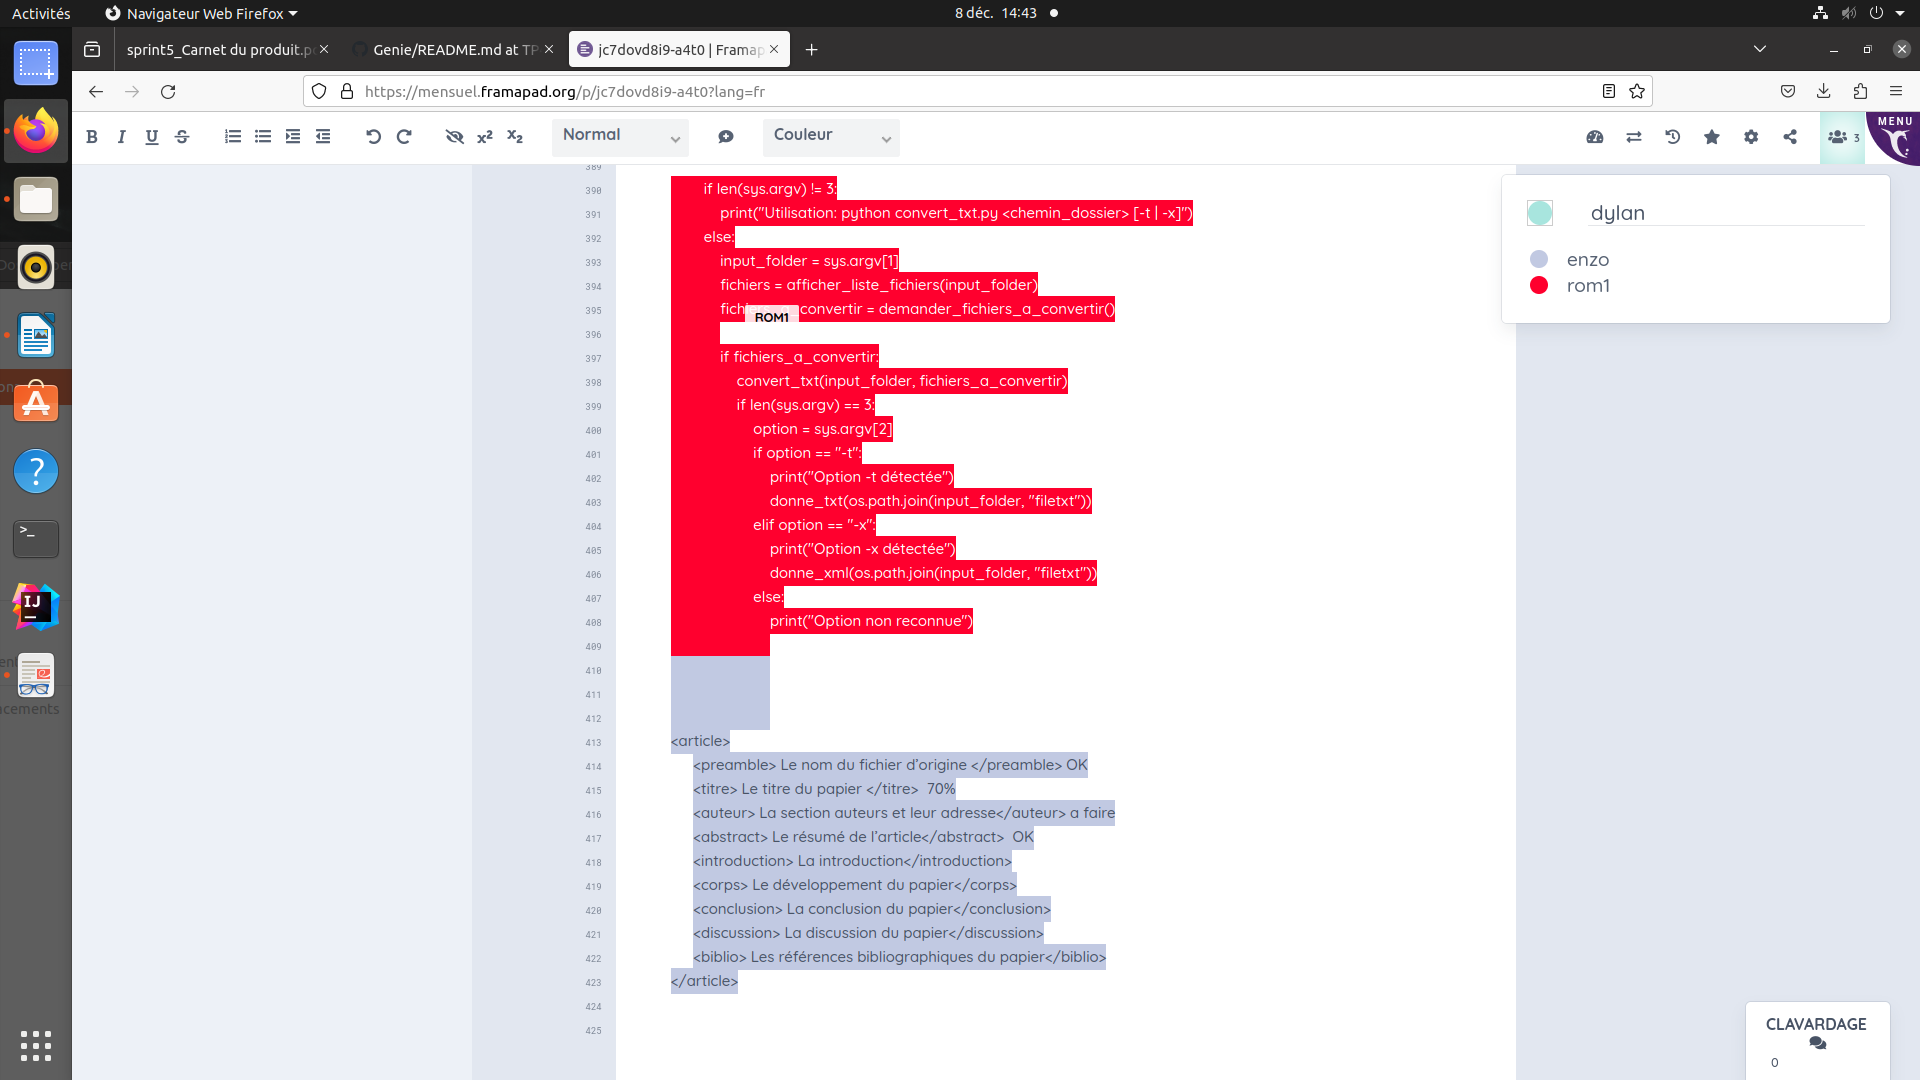 Activités
Navigateur Web Firefox
8 déc. 14:43
sprint5_Carnet du produit.p
Genie/README.md at TP
jc7dovd8i9-a4t0 | Framap
https://mensuel.framapad.org/p/jc7dovd8i9-a4t0?lang=fr
B I U S
Normal
Couleur
3
MENU
dylan
enzo
rom1
389
390 if len(sys.argv) != 3:
391 print("Utilisation: python convert_txt.py <chemin_dossier> [-t | -x]")
392 else:
393 input_folder = sys.argv[1]
394 fichiers = afficher_liste_fichiers(input_folder)
395 convertir = demander_fichiers_a_convertir()
ROM1
396
397 if fichiers_a_convertir:
398 convert_txt(input_folder, fichiers_a_convertir)
399 if len(sys.argv) == 3:
400 option = sys.argv[2]
401 if option == "-t":
402 print("Option -t détectée")
403 donne_txt(os.path.join(input_folder, "filetxt"))
404 elif option == "-x":
405 print("Option -x détectée")
406 donne_xml(os.path.join(input_folder, "filetxt"))
407 else:
408 print("Option non reconnue")
409
410
411
412
413 <article>
414 <preamble> Le nom du fichier d'origine </preamble> OK
415 <titre> Le titre du papier </titre> 70%
416 <auteur> La section auteurs et leur adresse</auteur> a faire
417 <abstract> Le résumé de l'article</abstract> OK
418 <introduction> La introduction</introduction>
419 <corps> Le développement du papier</corps>
420 <conclusion> La conclusion du papier</conclusion>
421 <discussion> La discussion du papier</discussion>
422 <biblio> Les références bibliographiques du papier</biblio>
423 </article>
424
425
CLAVARDAGE
0
cements